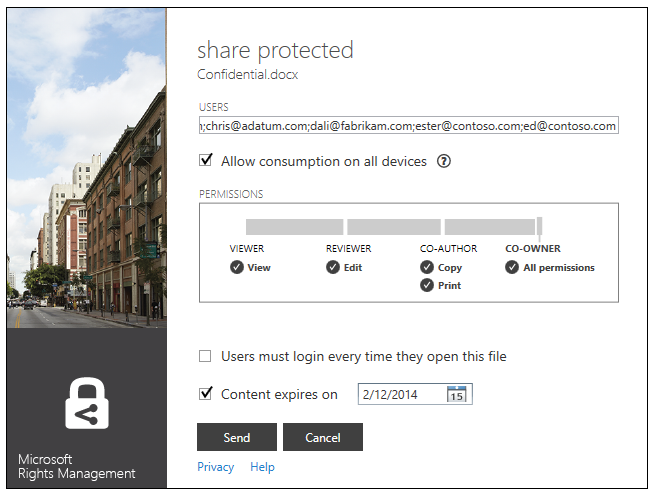 share protected
Confidential.docx
USERS
;chris@adatum.com;dali@fabrikam.com;ester@contoso.com;ed@contoso.com
Allow consumption on all devices ?
PERMISSIONS
VIEWER REVIEWER CO-AUTHOR CO-OWNER
View Edit Copy All permissions
Print
Users must login every time they open this file
Content expires on 2/12/2014 15
Send Cancel
Privacy Help
Microsoft
Rights Management